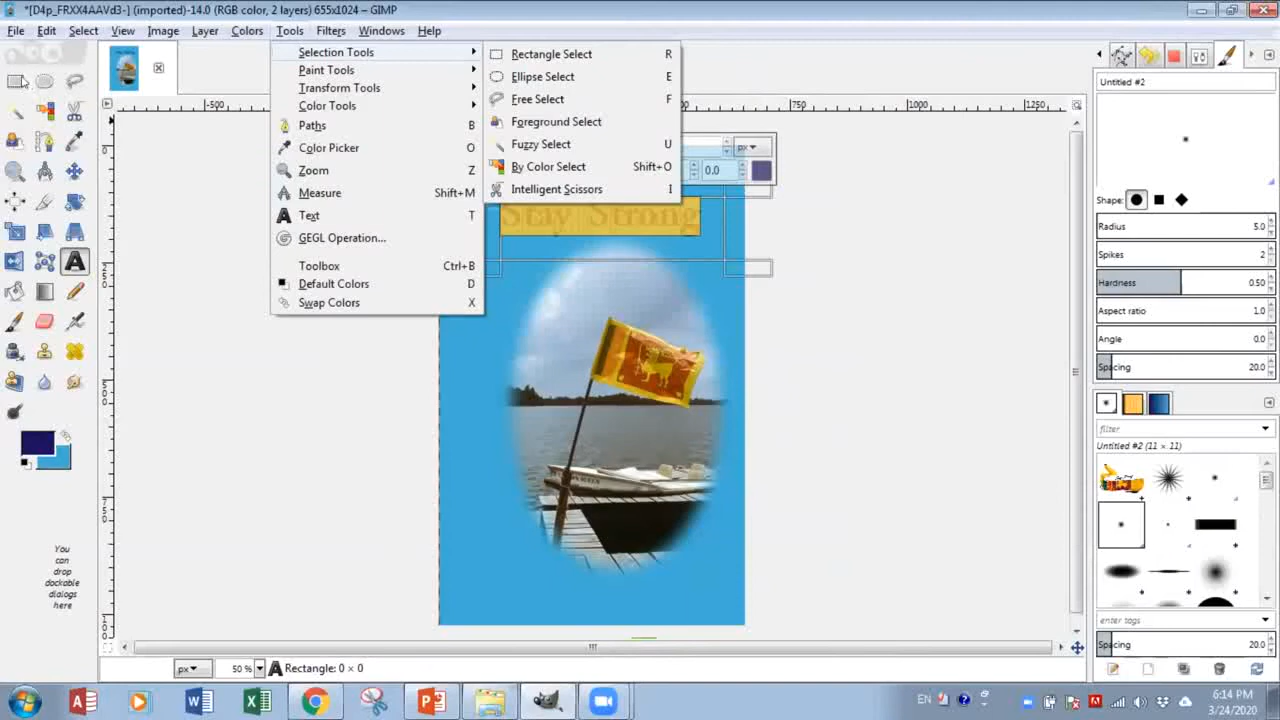 *[D4p_FRXX4AAVd3-] (imported)-14.0 (RGB color, 2 layers) 655x1024 – GIMP
File Edit Select View Image Layer Colors Tools Filters Windows Help
Selection Tools
Paint Tools
Transform Tools
Color Tools
Paths B
Color Picker O
Zoom Z
Measure Shift+M
Text T
GEGL Operation...
Toolbox Ctrl+B
Default Colors D
Swap Colors X
Rectangle Select R
Ellipse Select E
Free Select F
Foreground Select
Fuzzy Select U
By Color Select Shift+O
Intelligent Scissors I
-500 750 1000 1250
px
0.0
Stay Strong
Untitled #2
Shape:
Radius 5.0
Spikes 2
Hardness 0.50
Aspect ratio 1.0
Angle 0.0
Spacing 20.0
filter
Untitled #2 (11 × 11)
enter tags
Spacing 20.0
You
can
drop
dockable
dialogs
here
px 50 % Rectangle: 0 × 0
EN
6:14 PM
3/24/2020